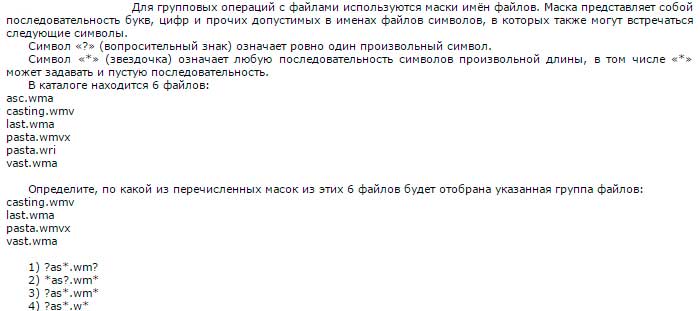 Для групповых операций с файлами используются маски имён файлов. Маска представляет собой
последовательность букв, цифр и прочих допустимых в именах файлов символов, в которых также могут встречаться
следующие символы.
Символ «?» (вопросительный знак) означает ровно один произвольный символ.
Символ «*» (звездочка) означает любую последовательность символов произвольной длины, в том числе «*»
может задавать и пустую последовательность.
В каталоге находится 6 файлов:
asc.wma
casting.wmv
last.wma
pasta.wmvx
pasta.wri
vast.wma
Определите, по какой из перечисленных масок из этих 6 файлов будет отобрана указанная группа файлов:
casting.wmv
last.wma
pasta.wmvx
vast.wma
1) ?as*.wm?
2) *as?.wm*
3) ?as*.wm*
4) ?as*.w*